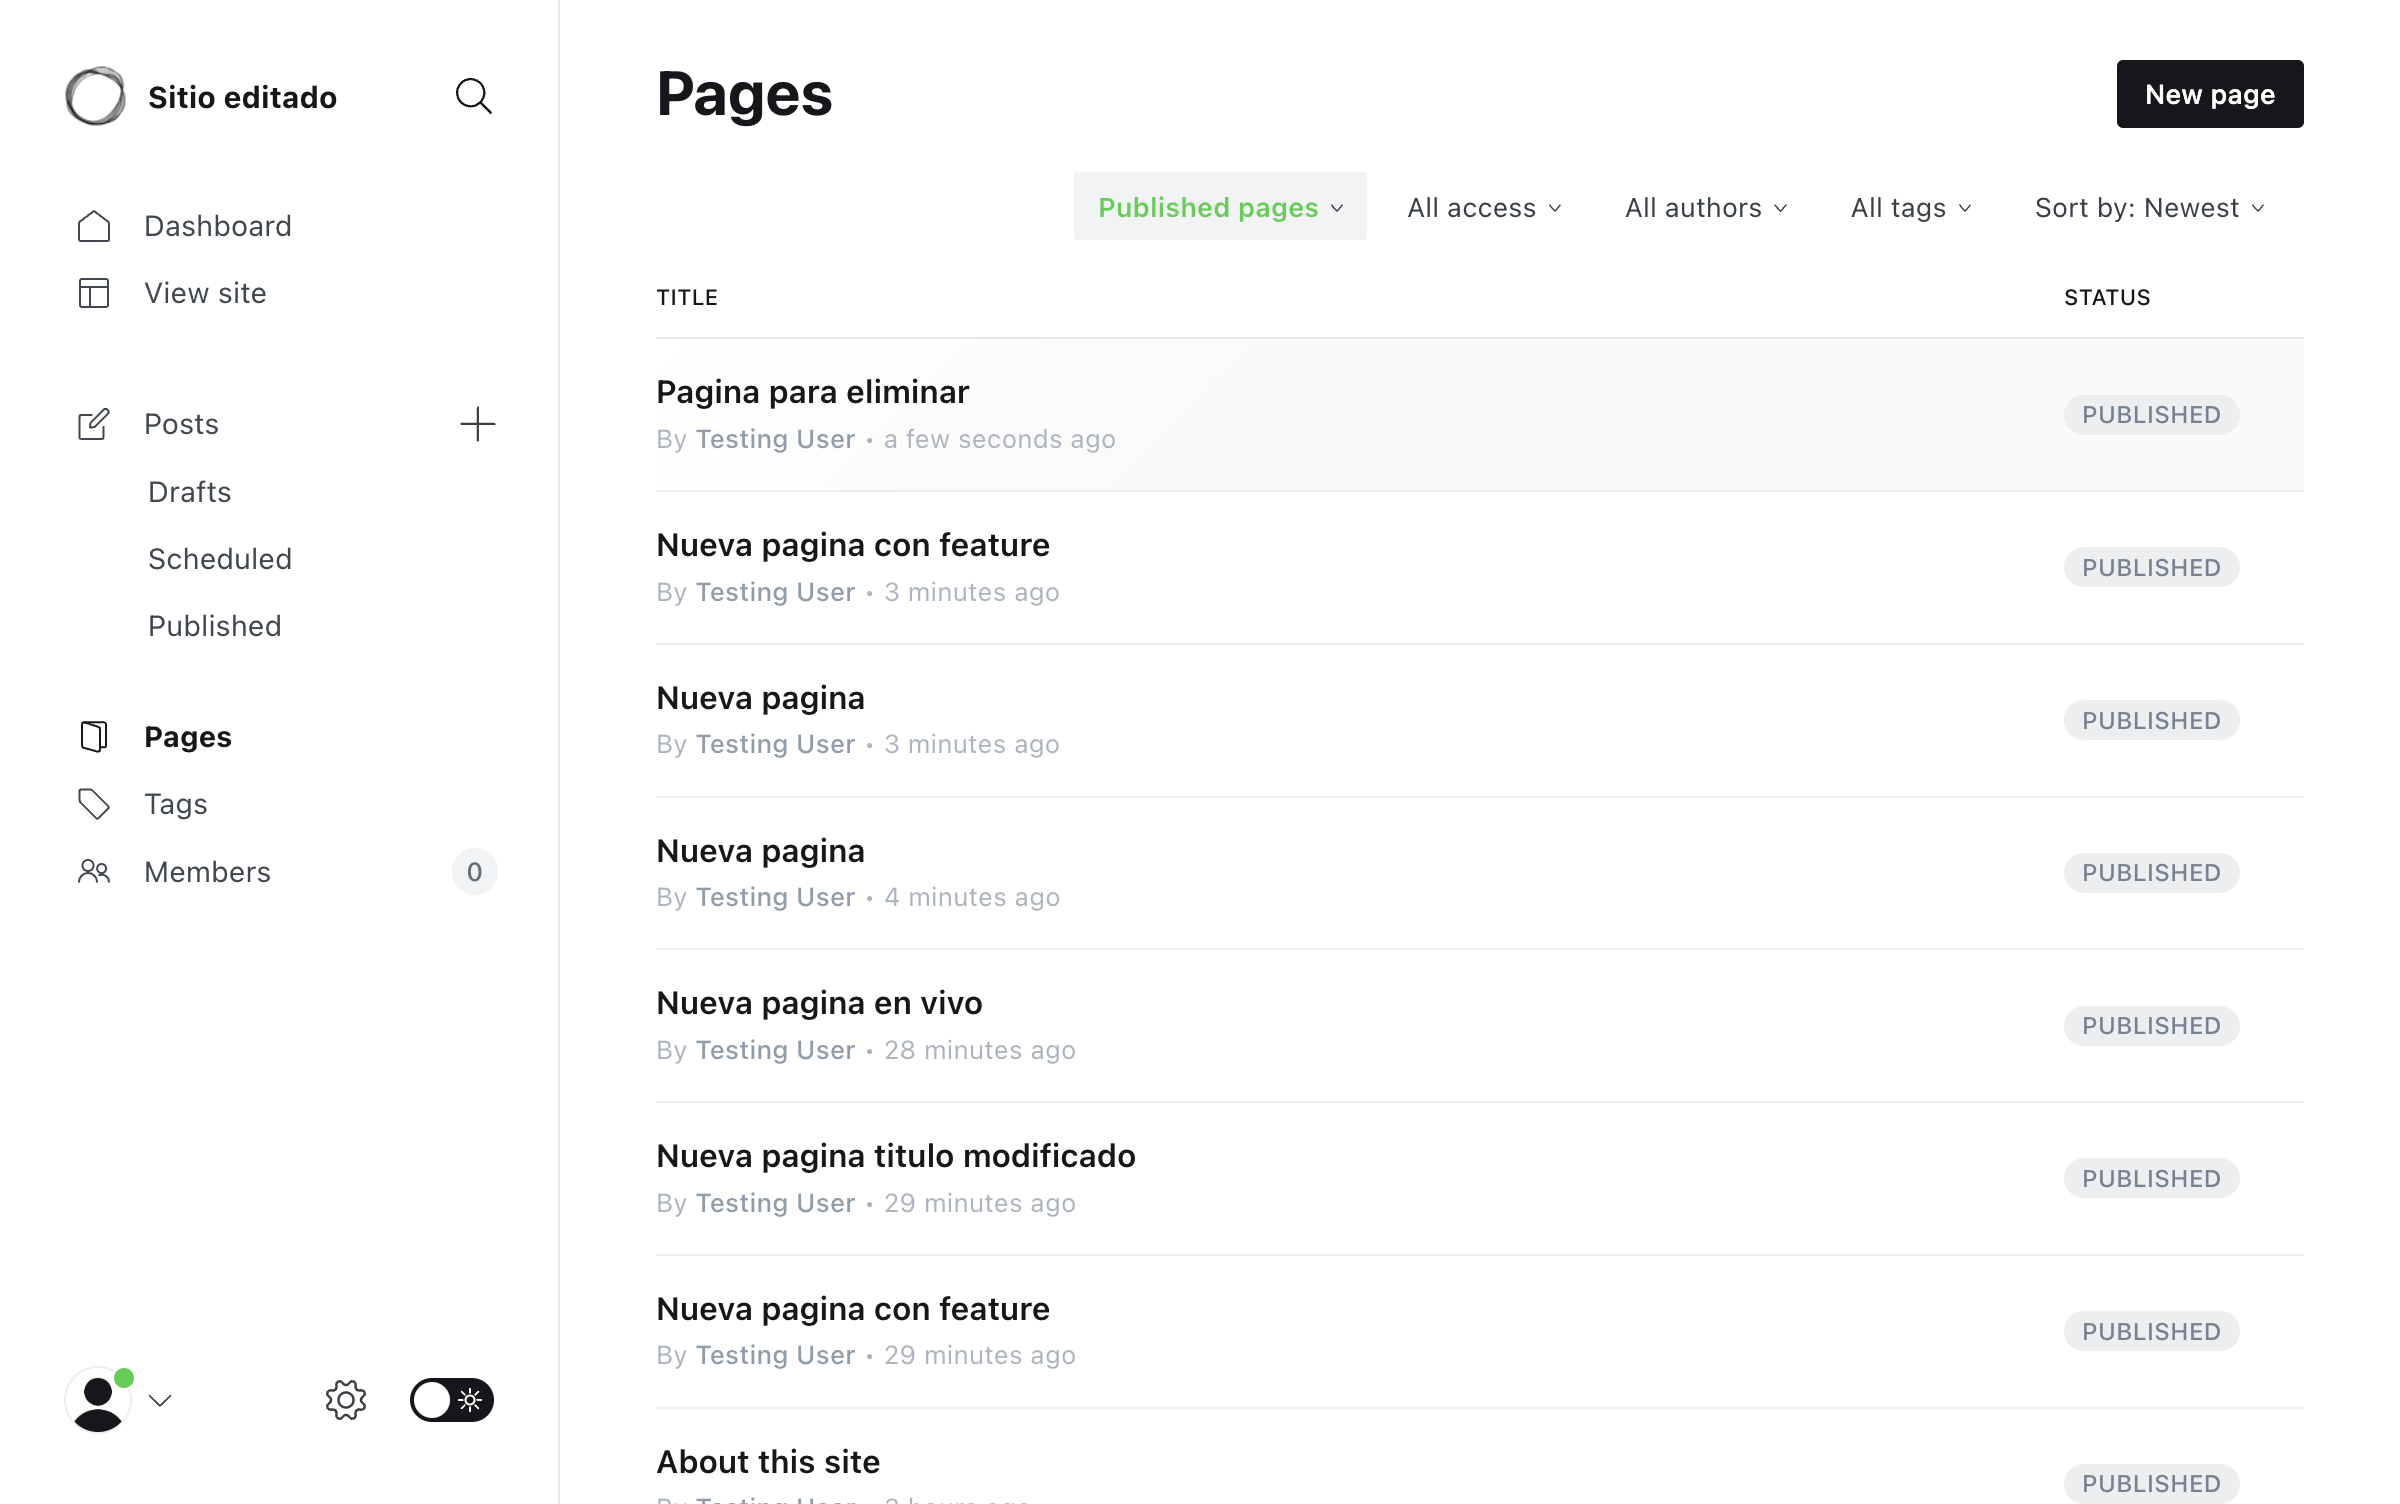 Sitio editado
Dashboard
View site
Posts
Drafts
Scheduled
Published
Pages
Tags
Members 0
Pages
New page
Published pages All access All authors All tags Sort by: Newest
TITLE STATUS
Pagina para eliminar
By Testing User • a few seconds ago
PUBLISHED
Nueva pagina con feature
By Testing User • 3 minutes ago
PUBLISHED
Nueva pagina
By Testing User • 3 minutes ago
PUBLISHED
Nueva pagina
By Testing User • 4 minutes ago
PUBLISHED
Nueva pagina en vivo
By Testing User • 28 minutes ago
PUBLISHED
Nueva pagina titulo modificado
By Testing User • 29 minutes ago
PUBLISHED
Nueva pagina con feature
By Testing User • 29 minutes ago
PUBLISHED
About this site
PUBLISHED
By Testing User